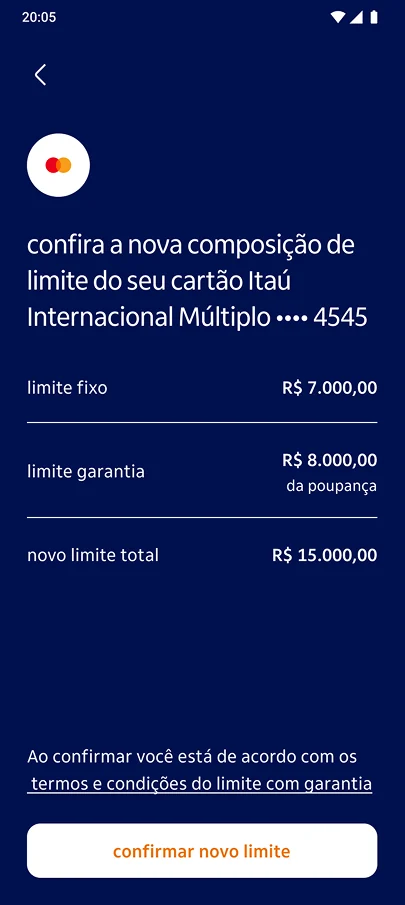 20:05
confira a nova composição de
limite do seu cartão Itaú
Internacional Múltiplo •••• 4545
limite fixo R$ 7.000,00
limite garantia R$ 8.000,00
da poupança
novo limite total R$ 15.000,00
Ao confirmar você está de acordo com os
termos e condições do limite com garantia
confirmar novo limite